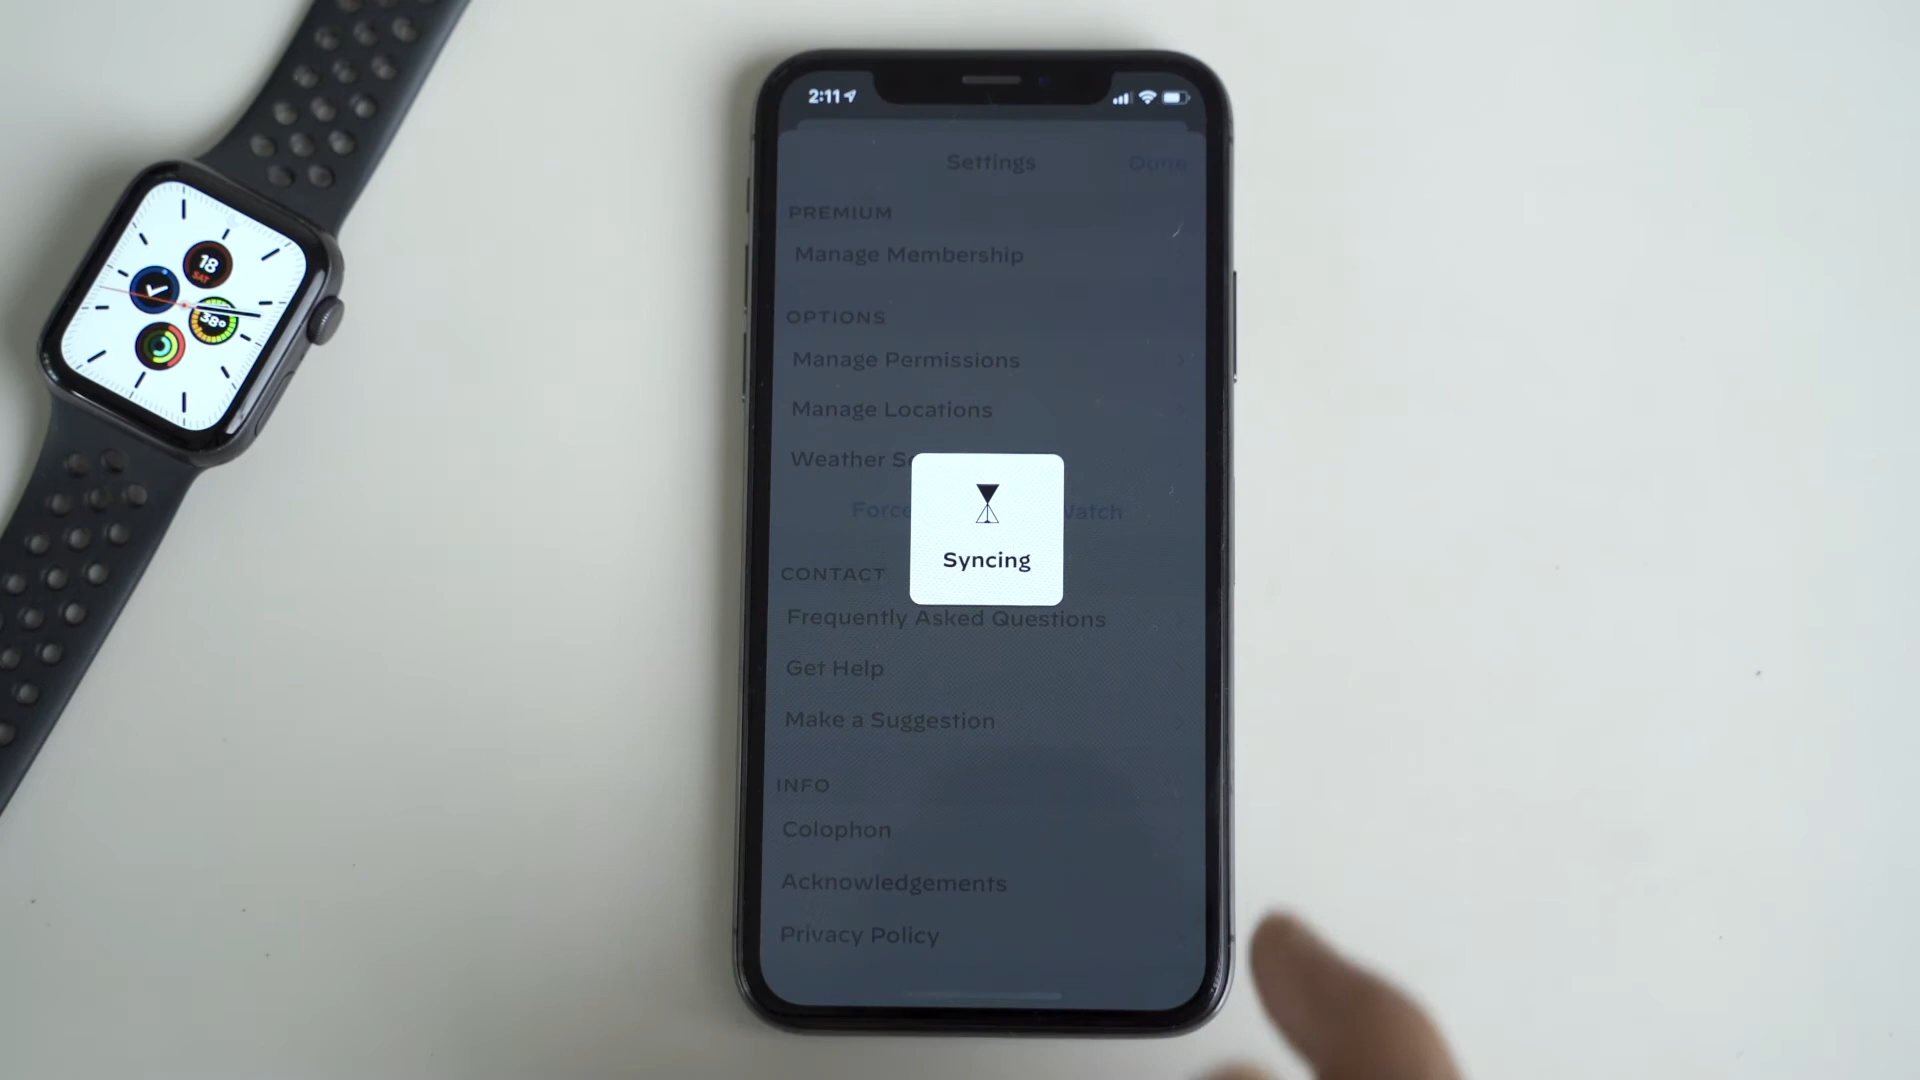 2:11
Settings
Done
PREMIUM
Manage Membership
OPTIONS
Manage Permissions
Manage Locations
Weather
Force Watch
Syncing
CONTACT
Frequently Asked Questions
Get Help
Make a Suggestion
INFO
Colophon
Acknowledgements
Privacy Policy
18
SAT
38°